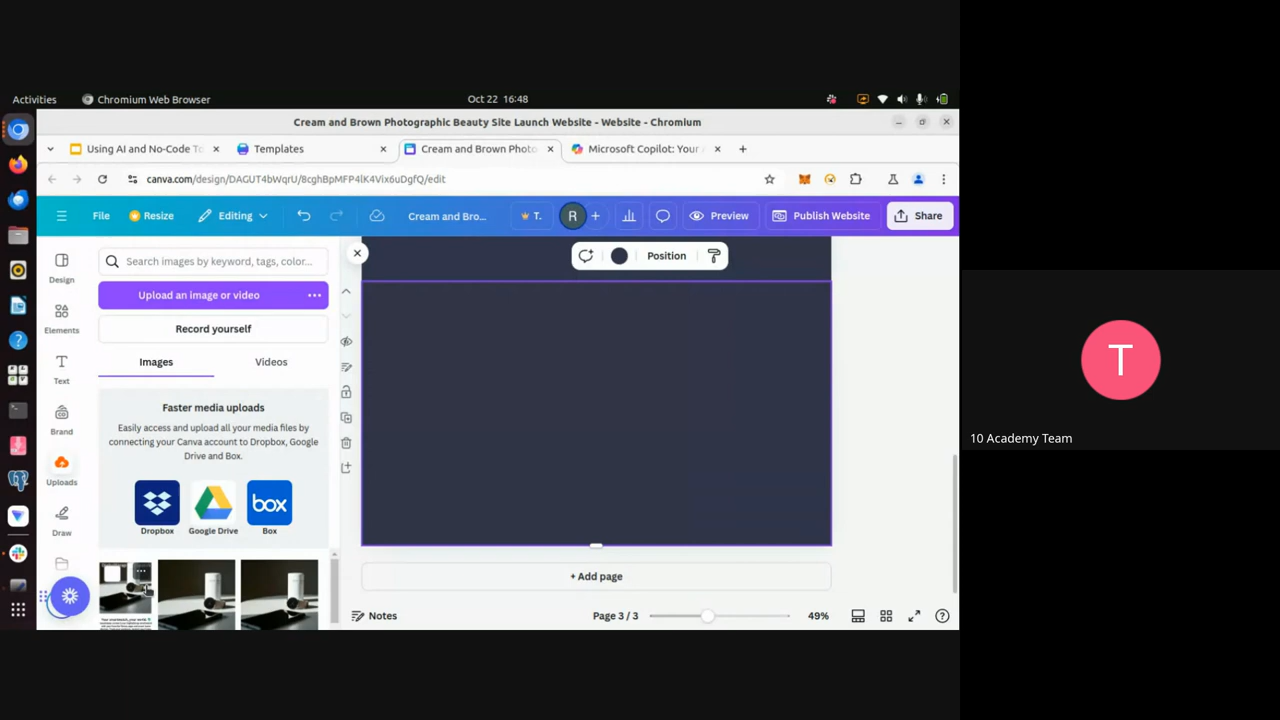 Activities
Chromium Web Browser
Oct 22 16:48
Cream and Brown Photographic Beauty Site Launch Website - Website - Chromium
Using AI and No-Code To
Templates
Cream and Brown Photo
Microsoft Copilot: Your
canva.com/design/DAGUT4bWqrU/8cghBpMFP4lK4Vix6uDgfQ/edit
File
Resize
Editing
Cream and Bro...
T.
R
Preview
Publish Website
Share
Design
Elements
Text
Brand
Uploads
Draw
Search images by keyword, tags, color...
Upload an image or video
Record yourself
Images
Videos
Faster media uploads
Easily access and upload all your media files by
connecting your Canva account to Dropbox, Google
Drive and Box.
box
Dropbox
Google Drive
Box
Position
+ Add page
Notes
Page 3 / 3
49%
T
10 Academy Team